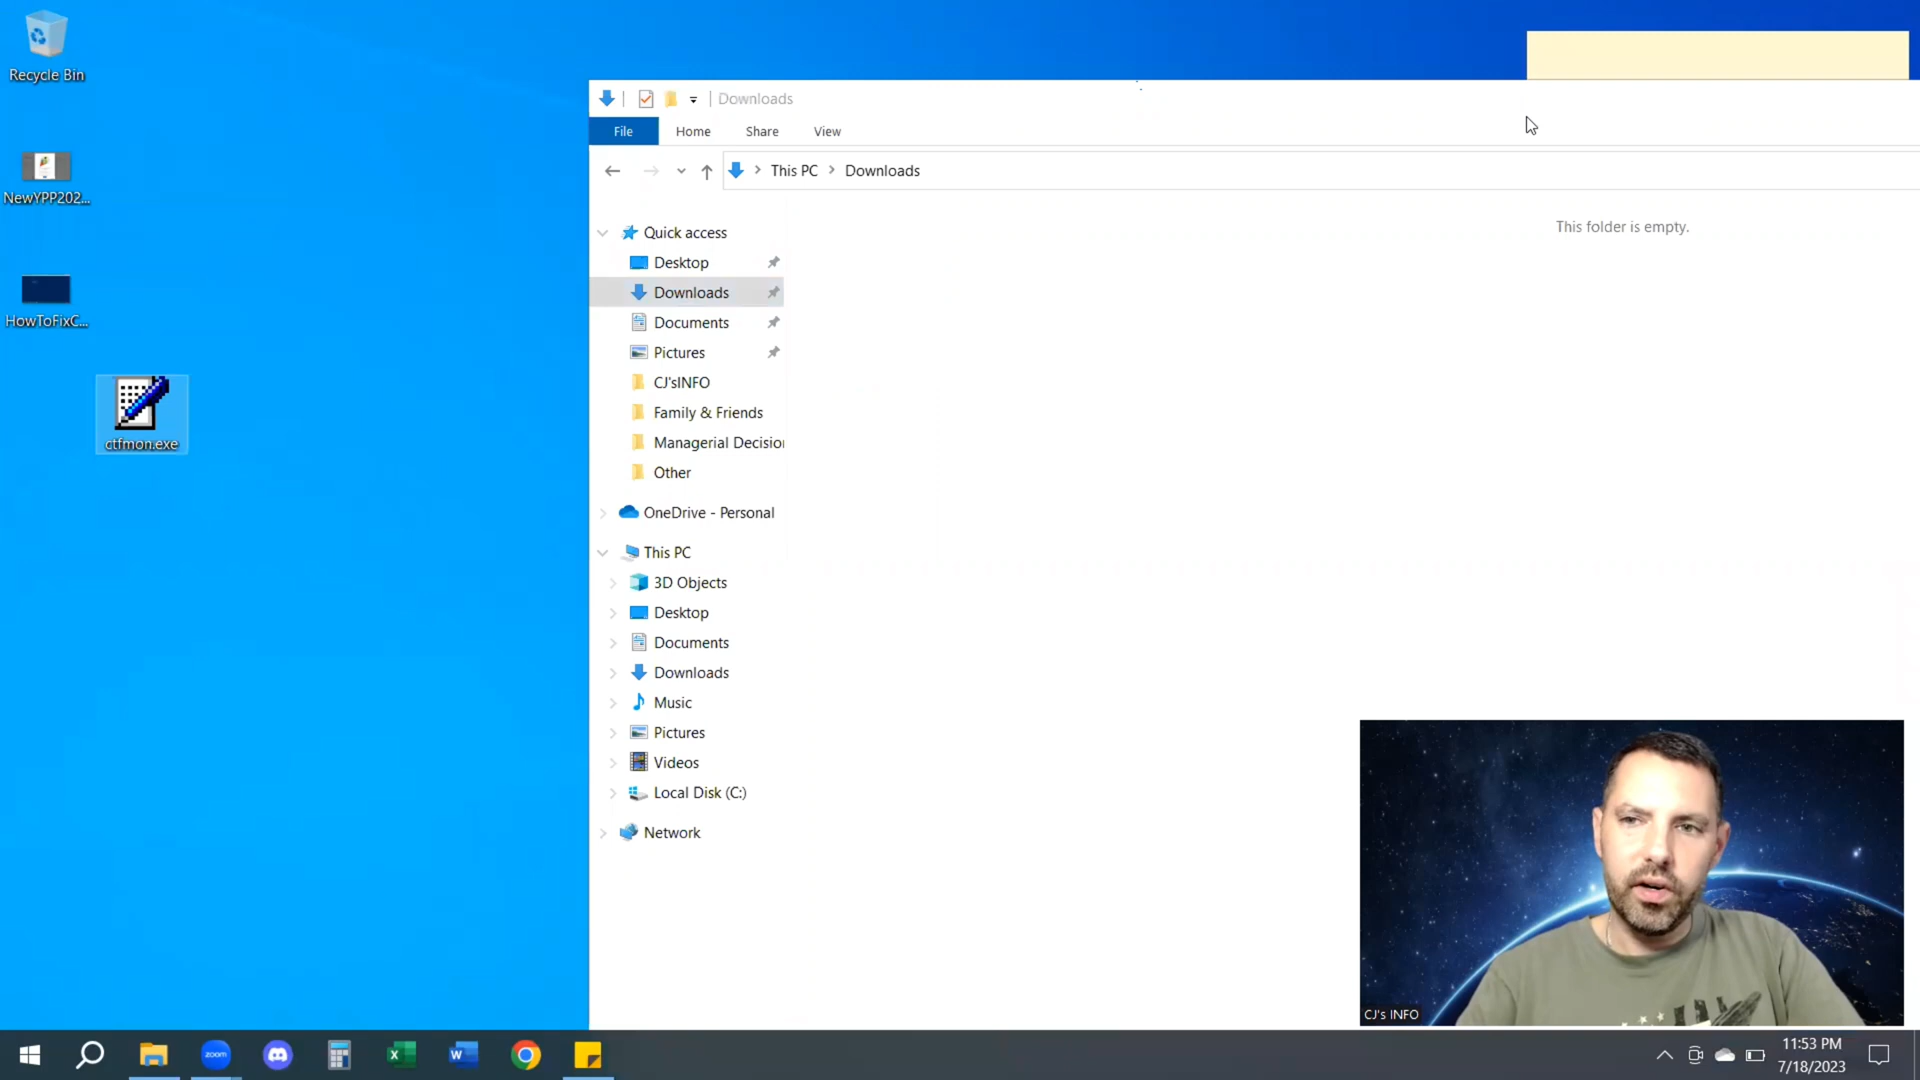 Recycle Bin
NewYPP202...
HowToFixC...
ctfmon.exe
Downloads
File
Home
Share
View
This PC
Downloads
This folder is empty.
Quick access
Desktop
Downloads
Documents
Pictures
CJ'sINFO
Family & Friends
Managerial Decisio
Other
OneDrive - Personal
This PC
3D Objects
Desktop
Documents
Downloads
Music
Pictures
Videos
Local Disk (C:)
Network
CJ's INFO
zoom
11:53 PM
7/18/2023